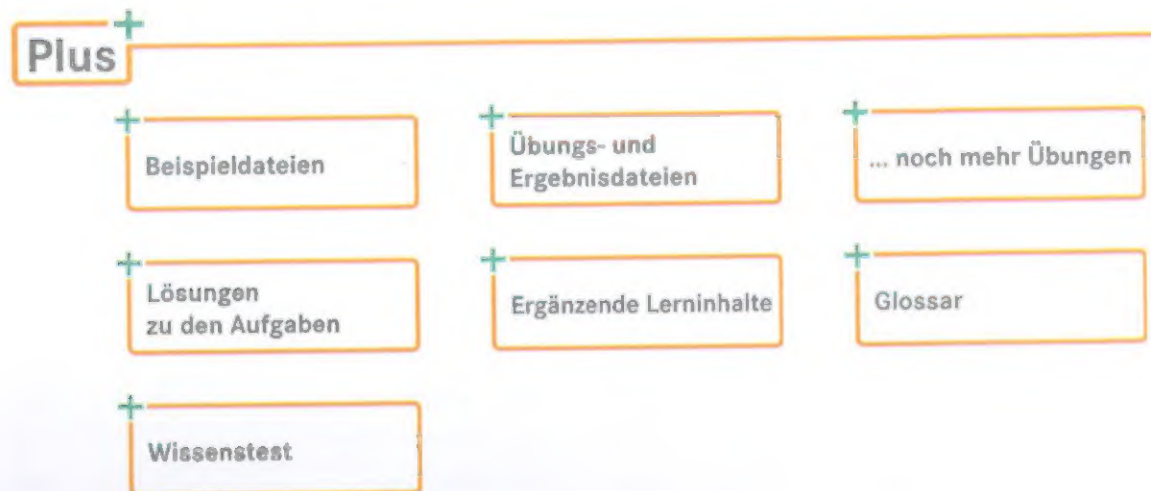 Plus
Beispieldateien
Übungs- und
Ergebnisdateien
... noch mehr Übungen
Lösungen
zu den Aufgaben
Ergänzende Lerninhalte
Glossar
Wissenstest